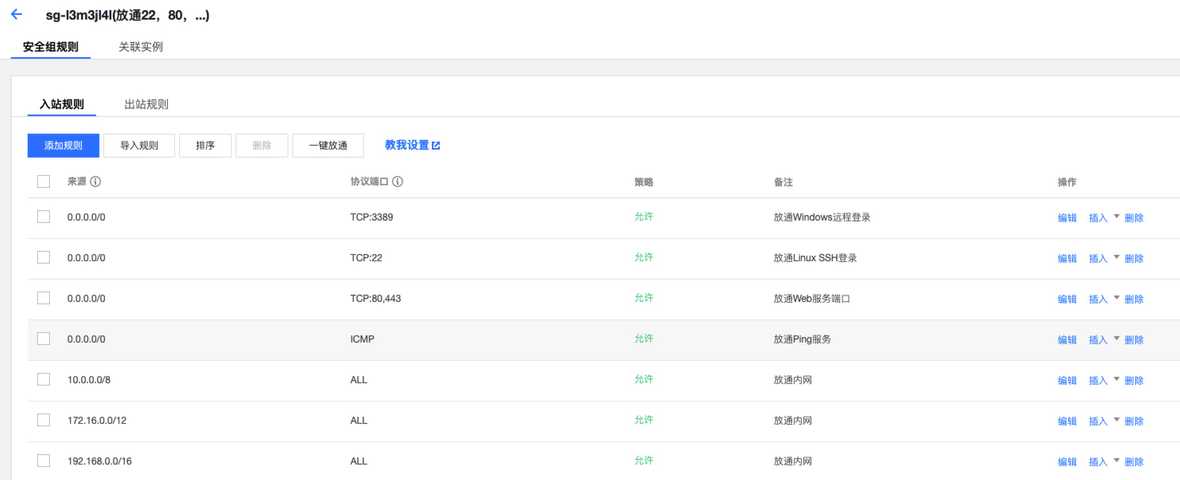 sg-l3m3jl4l(放通22，80，...)
安全组规则 关联实例
入站规则 出站规则
添加规则 导入规则 排序 删除 一键放通 教我设置
来源 协议端口 策略 备注 操作
0.0.0.0/0 TCP:3389 允许 放通Windows远程登录 编辑 插入 删除
0.0.0.0/0 TCP:22 允许 放通Linux SSH登录 编辑 插入 删除
0.0.0.0/0 TCP:80,443 允许 放通Web服务端口 编辑 插入 删除
0.0.0.0/0 ICMP 允许 放通Ping服务 编辑 插入 删除
10.0.0.0/8 ALL 允许 放通内网 编辑 插入 删除
172.16.0.0/12 ALL 允许 放通内网 编辑 插入 删除
192.168.0.0/16 ALL 允许 放通内网 编辑 插入 删除